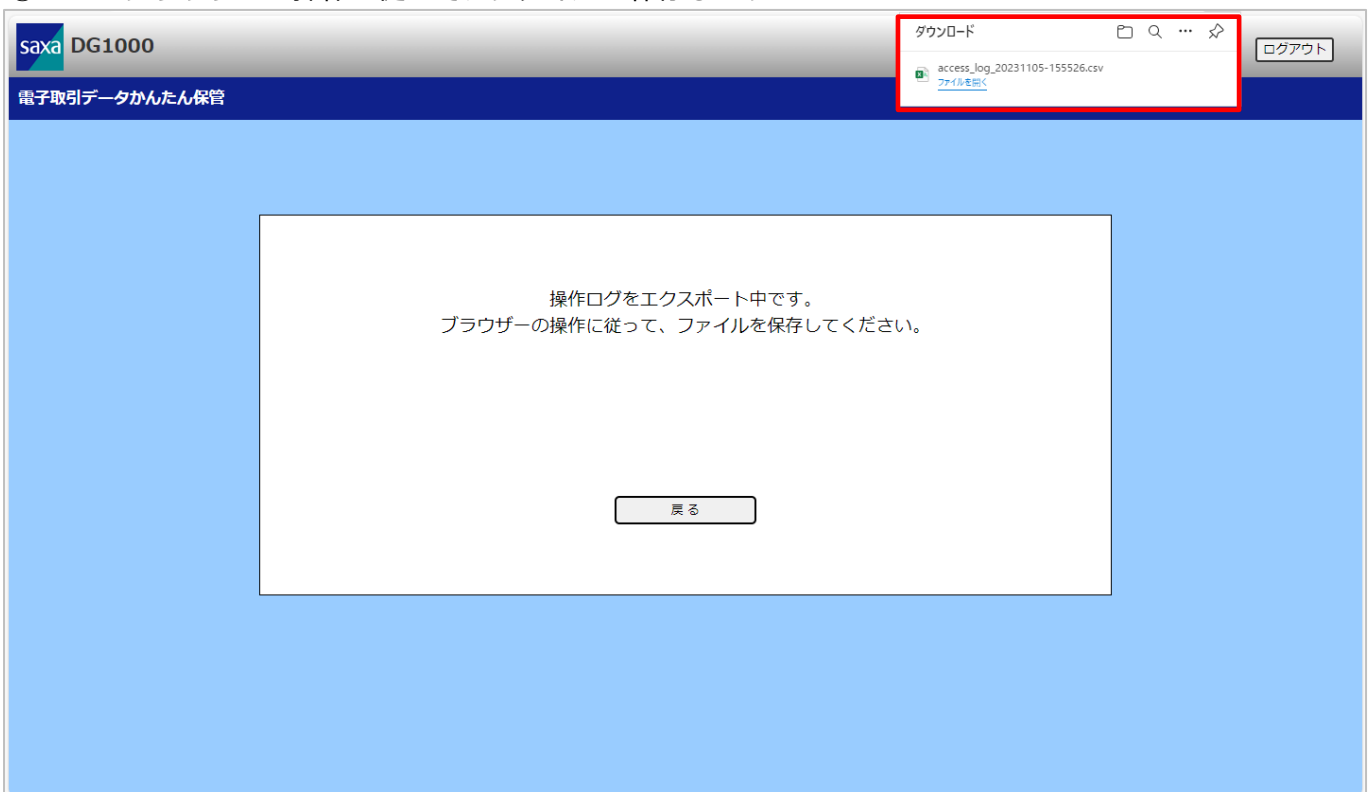 saxa DG1000
ダウンロード
ログアウト
access_log_20231105-155526.csv
ファイルを開く
電子取引データかんたん保管
操作ログをエクスポート中です。
ブラウザーの操作に従って、ファイルを保存してください。
戻る